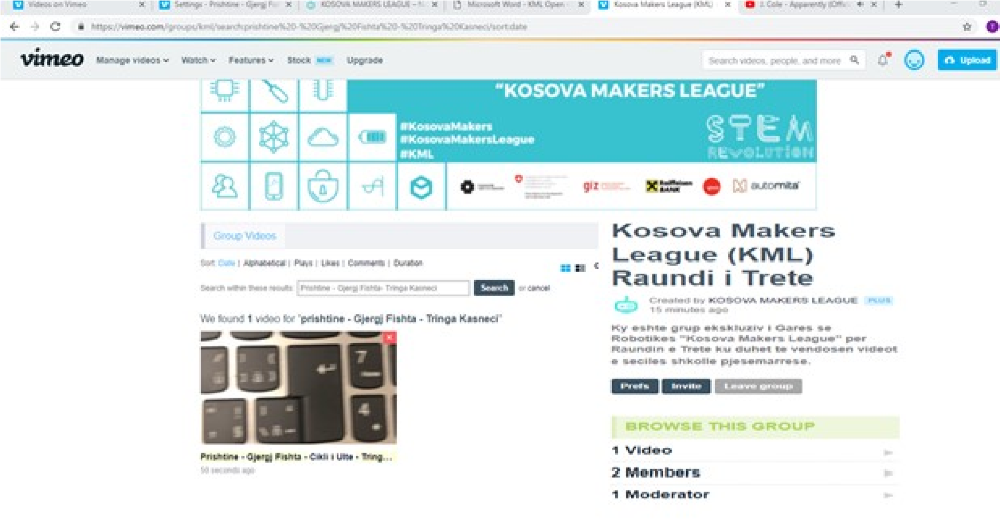 Videos on Vimeo
Settings - Prishtine - Gjergj Fi
KOSOVA MAKERS LEAGUE -
Microsoft Word - KML Open -
Kosova Makers League (KML)
J. Cole - Apparently (Offic
https://vimeo.com/groups/kml/search:prishtine%20-%20Gjergj%20Fishta%20-%20Tringa%20Kasneci/sort:date
vimeo
Manage videos
Watch
Features
Stock NEW
Upgrade
Search videos, people, and more
Upload
"KOSOVA MAKERS LEAGUE"
#KosovaMakers
#KosovaMakersLeague
#KML
STEM
REVOLUTION
giz
Raiffeisen
BANK
automita
Group Videos
Sort: Date | Alphabetical | Plays | Likes | Comments | Duration
Search within these results: Prishtine - Gjergj Fishta- Tringa Kasneci Search or cancel
We found 1 video for "prishtine - Gjergj Fishta - Tringa Kasneci"
7
4
Prishtine - Gjergj Fishta - Cikli i Ulte - Tring...
50 seconds ago
Kosova Makers
League (KML)
Raundi i Trete
Created by KOSOVA MAKERS LEAGUE PLUS
15 minutes ago
Ky eshte grup ekskluziv i Gares se
Robotikes "Kosova Makers League" per
Raundin e Trete ku duhet te vendosen videot
e seciles shkolle pjesemarrese.
Prefs
Invite
Leave group
BROWSE THIS GROUP
1 Video
2 Members
1 Moderator